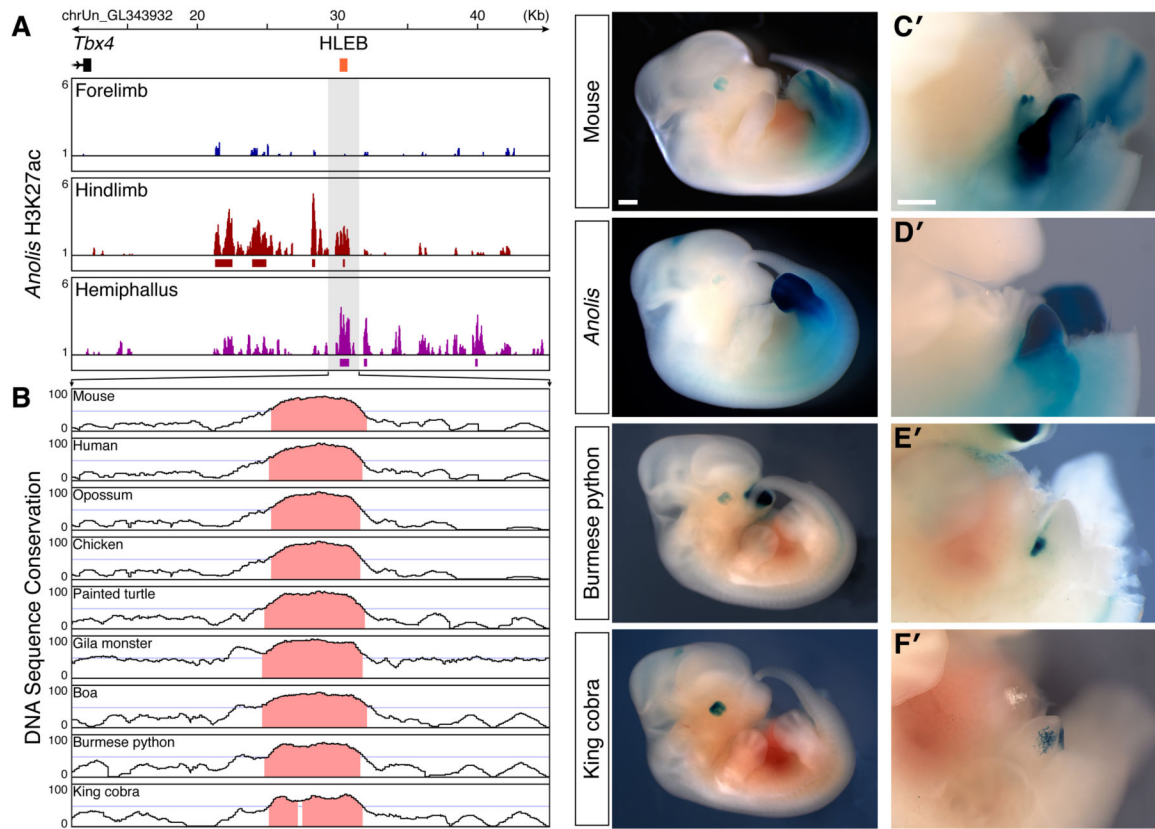 A
chrUn_GL343932
20
30
40
(Kb)
Tbx4
HLEB
Anolis H3K27ac
6
Forelimb
1
6
Hindlimb
1
6
Hemiphallus
1
B
DNA Sequence Conservation
100
Mouse
0
100
Human
0
100
Opossum
0
100
Chicken
0
100
Painted turtle
0
100
Gila monster
0
100
Boa
0
100
Burmese python
0
100
King cobra
0
Mouse
C′
Anolis
D′
Burmese python
E′
King cobra
F′